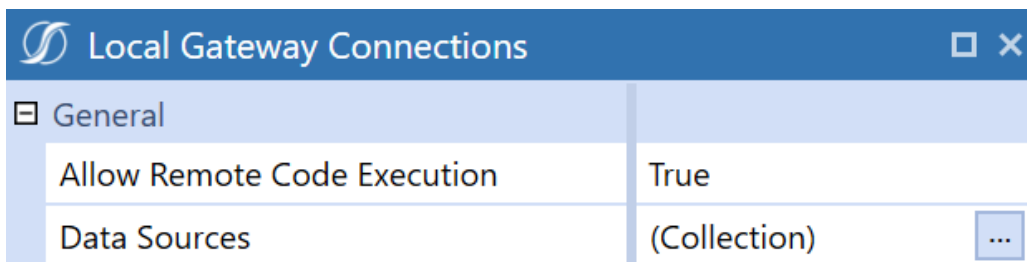 Local Gateway Connections
General
Allow Remote Code Execution True
Data Sources (Collection) ...